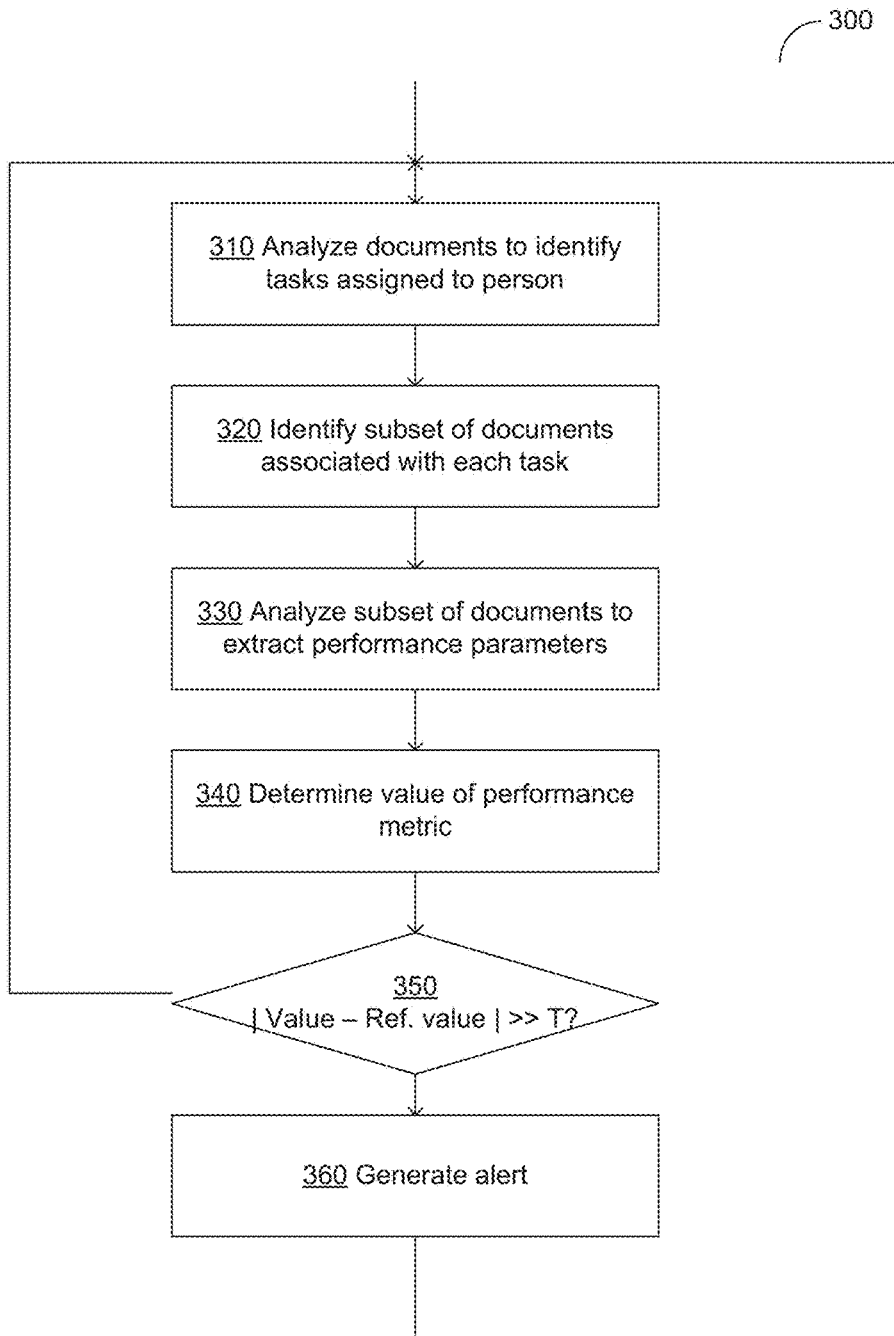 300
310 Analyze documents to identify
tasks assigned to person
320 Identify subset of documents
associated with each task
330 Analyze subset of documents to
extract performance parameters
340 Determine value of performance
metric
350
| Value – Ref. value | >> T?
360 Generate alert